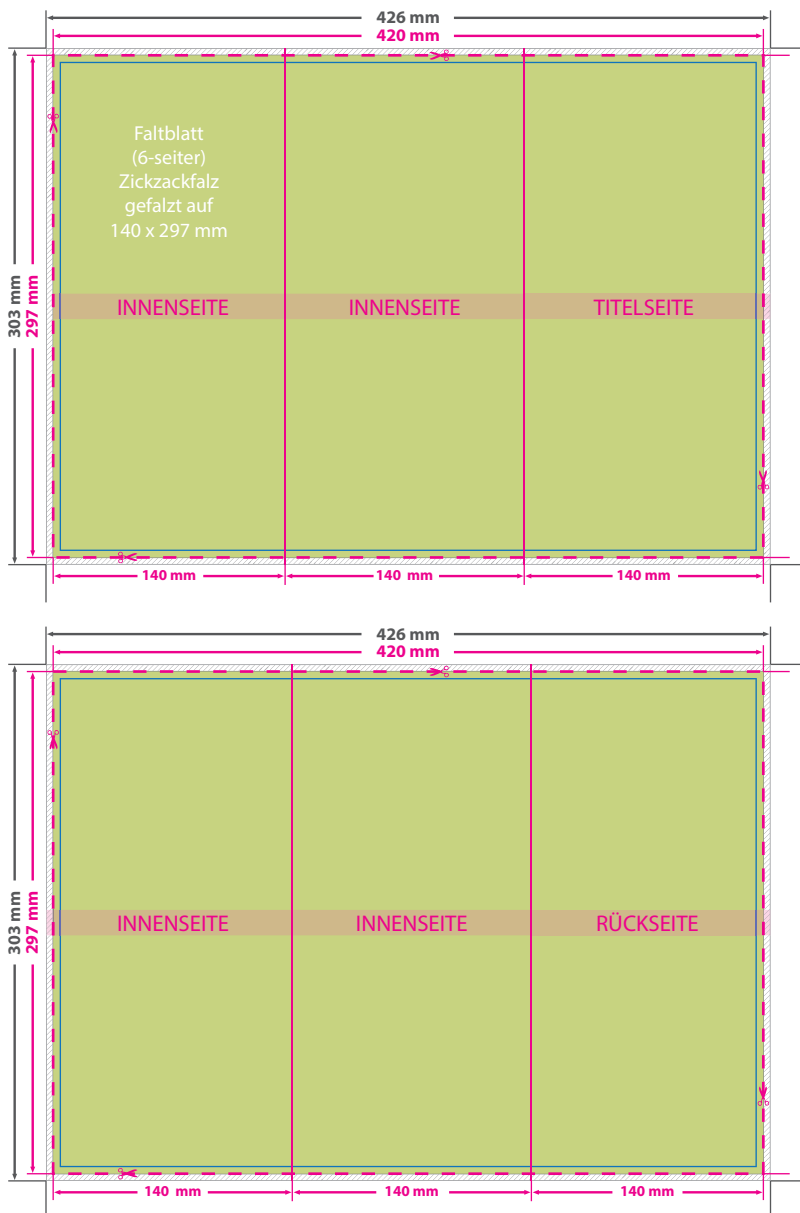 426 mm
420 mm
Faltblatt
(6-seiter)
Zickzackfalz
gefalzt auf
140 x 297 mm
303 mm
297 mm
INNENSEITE
INNENSEITE
TITELSEITE
140 mm
140 mm
140 mm
426 mm
420 mm
303 mm
297 mm
INNENSEITE
INNENSEITE
RÜCKSEITE
140 mm
140 mm
140 mm